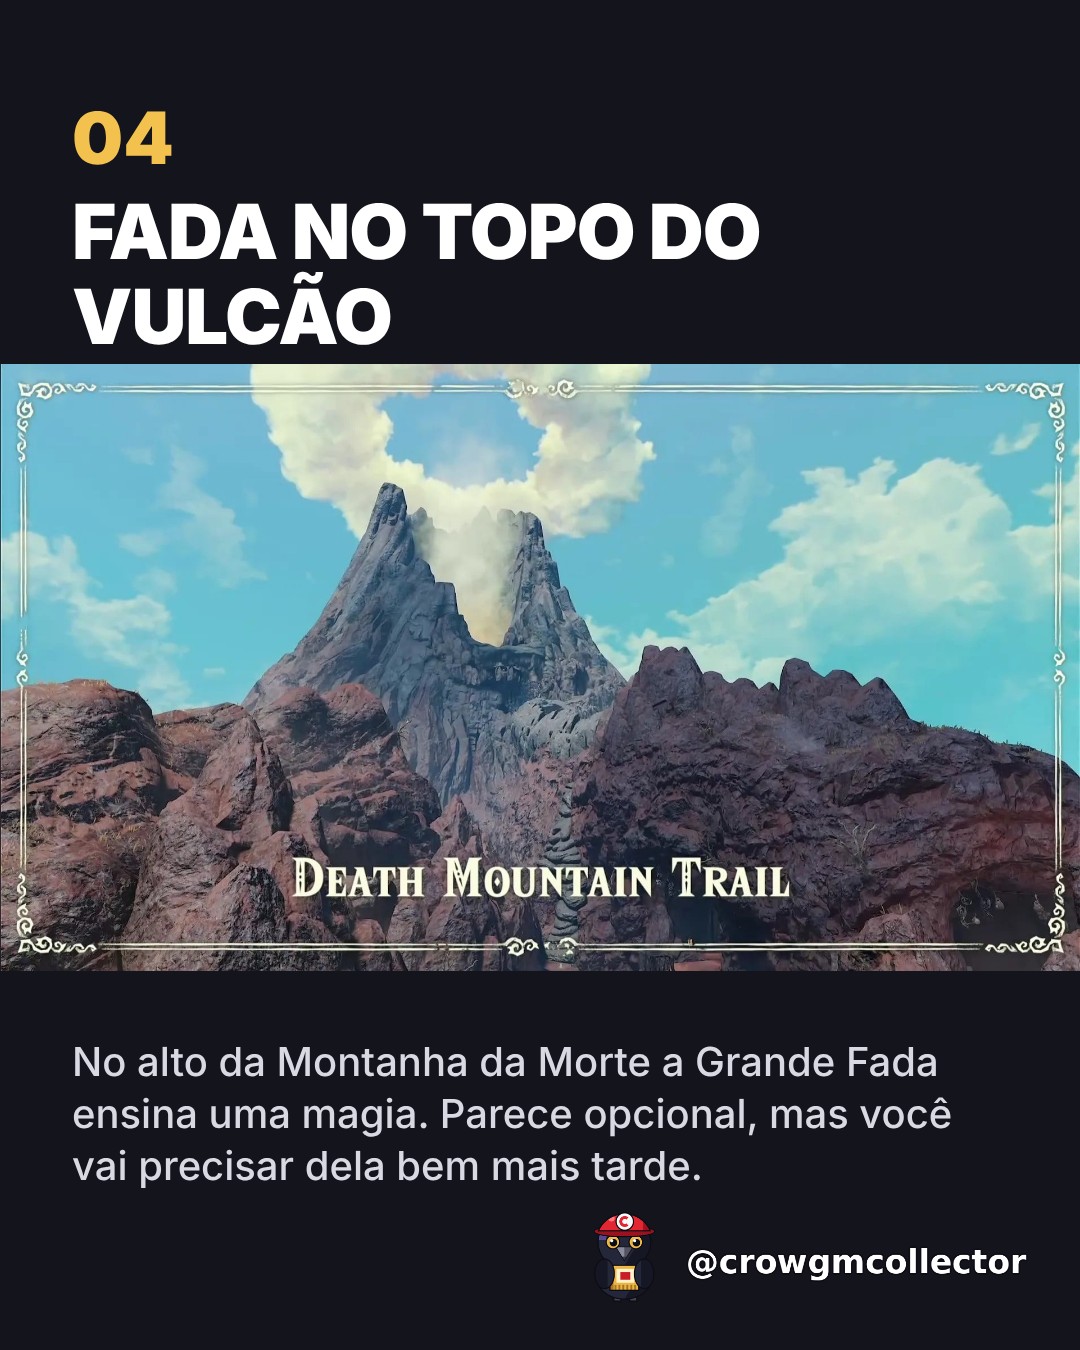 04
FADA NO TOPO DO
VULCÃO
DEATH MOUNTAIN TRAIL
No alto da Montanha da Morte a Grande Fada
ensina uma magia. Parece opcional, mas você
vai precisar dela bem mais tarde.
C
@crowgmcollector